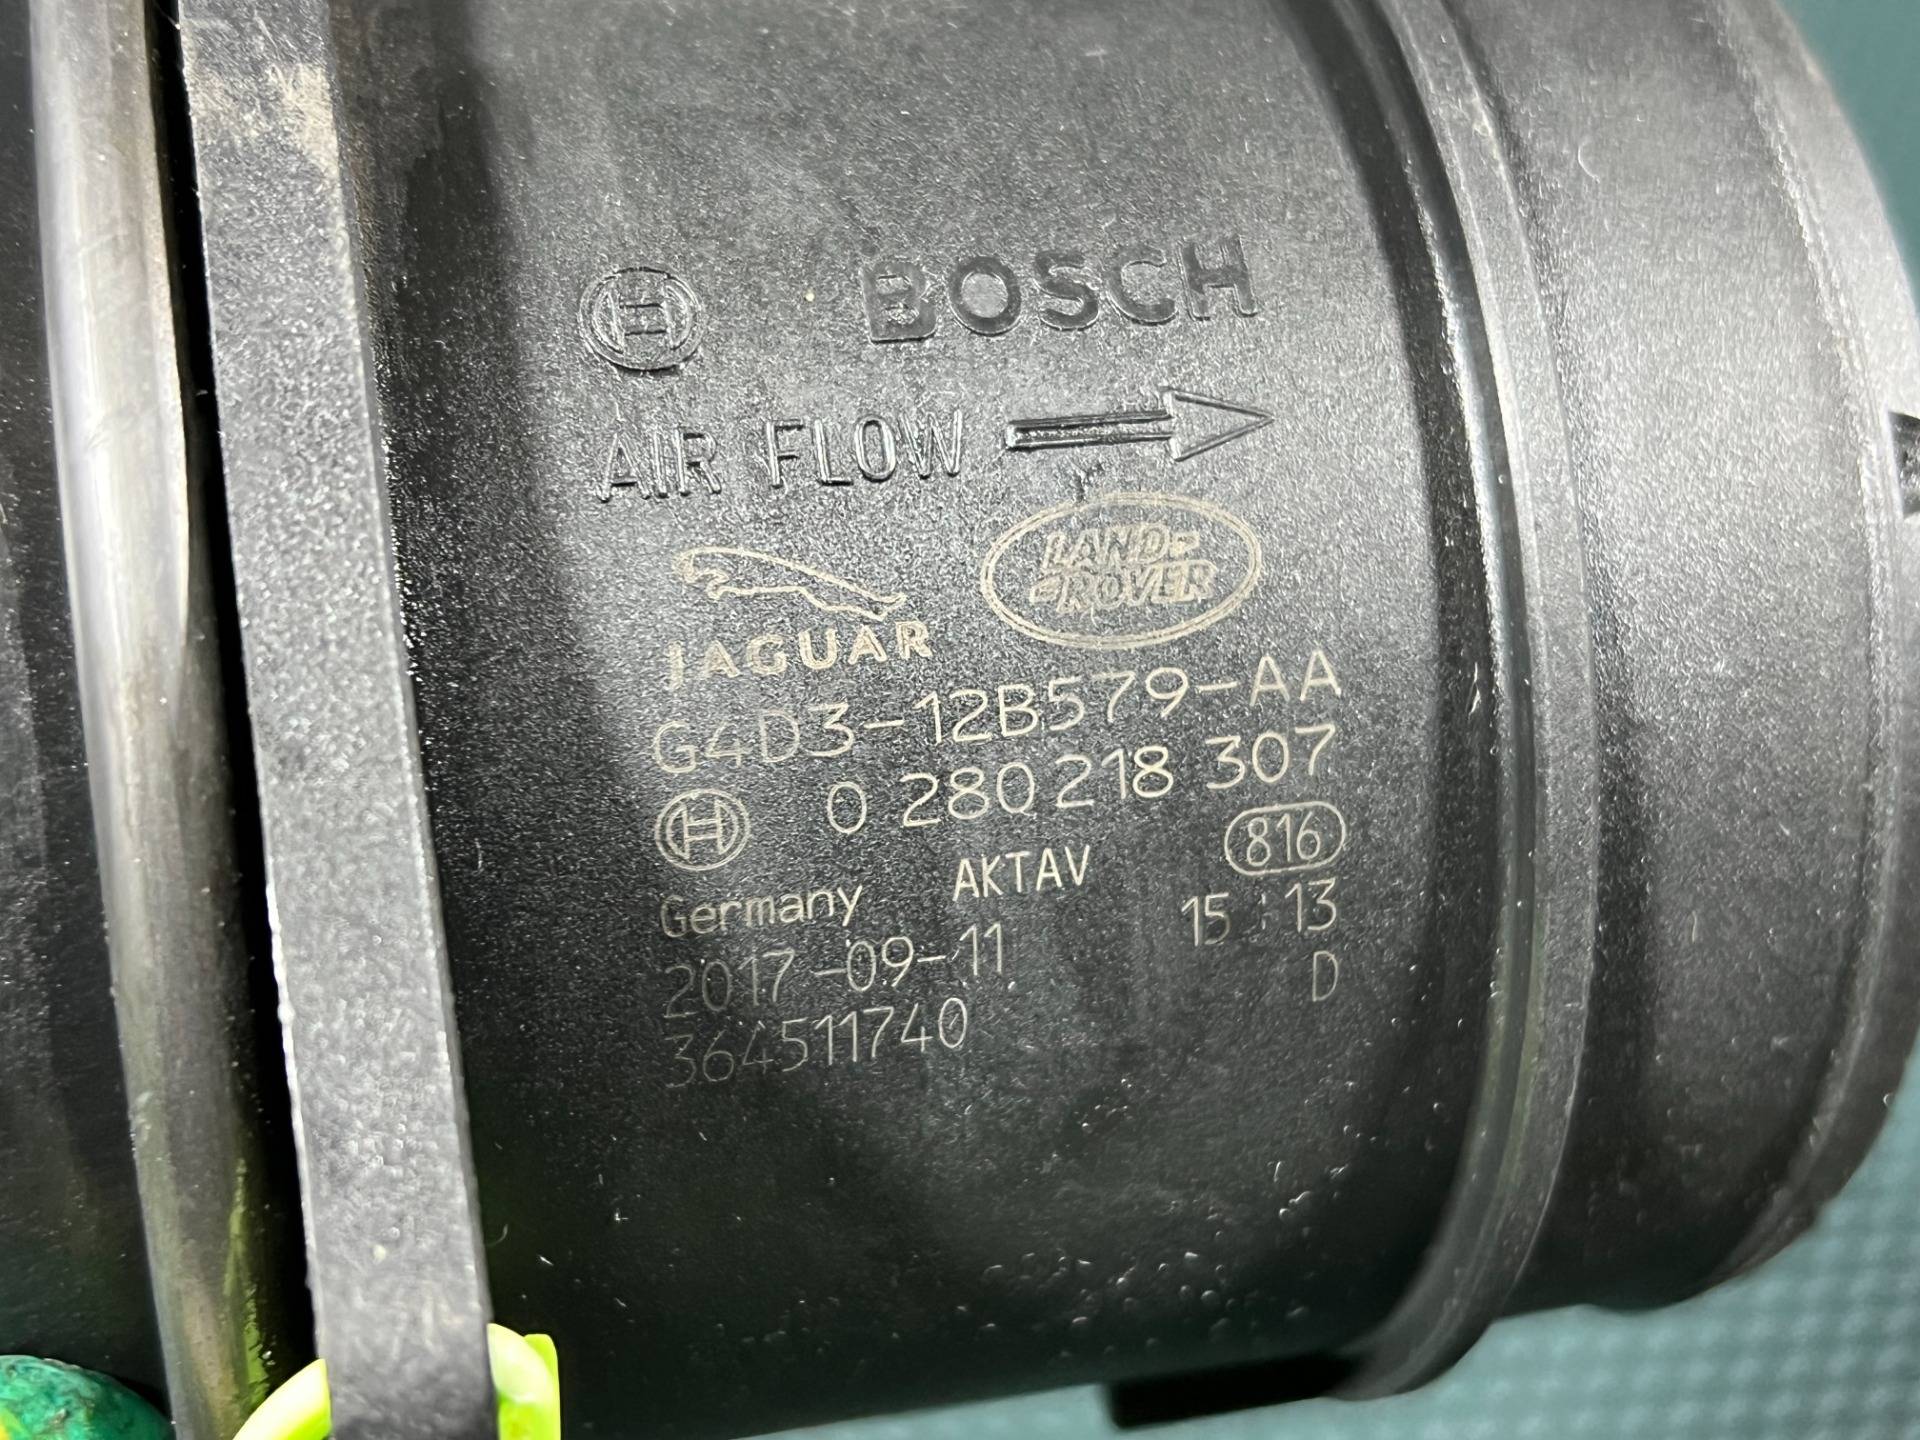 BOSCH
AIR FLOW
JAGUAR
LAND-
-ROVER
G4D3-12B579-AA
0 280 218 307
816
Germany AKTAV
2017-09-11 15:13
364511740 D